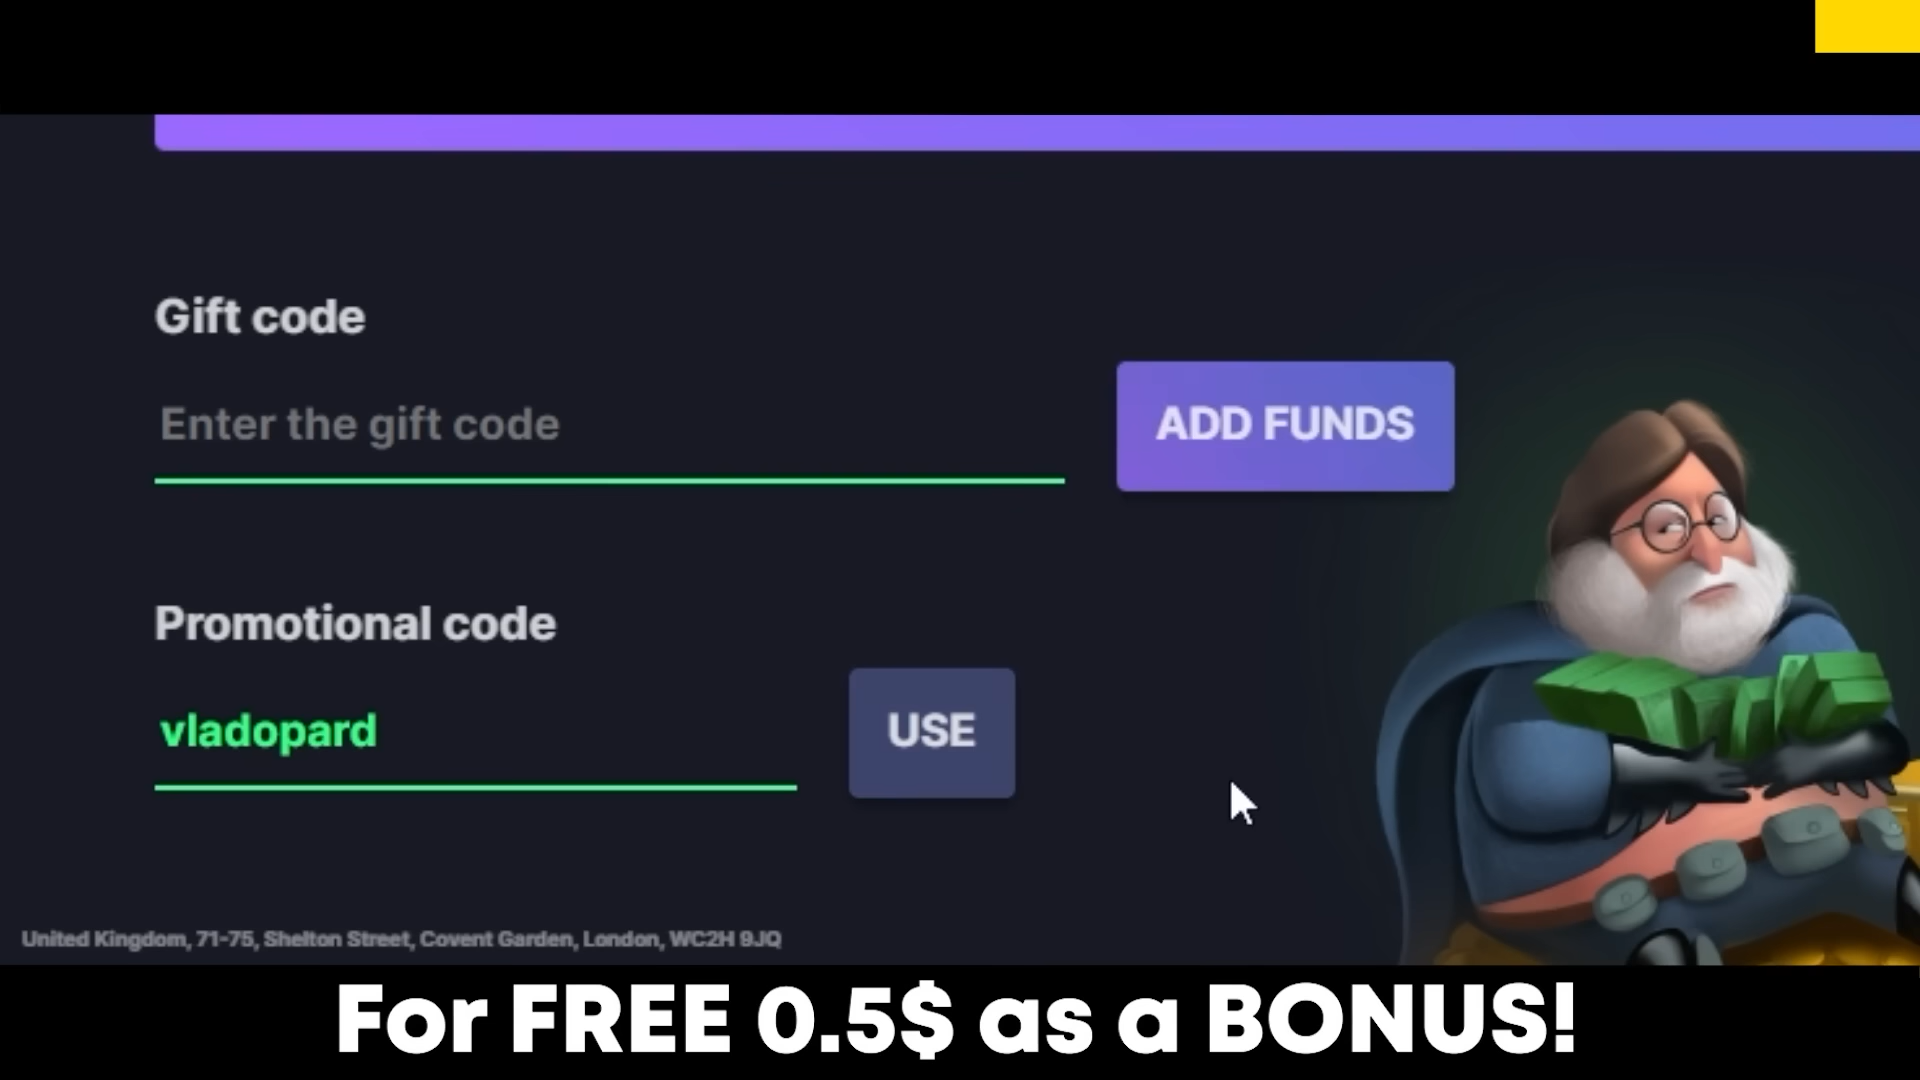 Gift code
Enter the gift code
ADD FUNDS
Promotional code
vladopard
USE
United Kingdom, 71-75, Shelton Street, Covent Garden, London, WC2H 9JQ
For FREE 0.5$ as a BONUS!